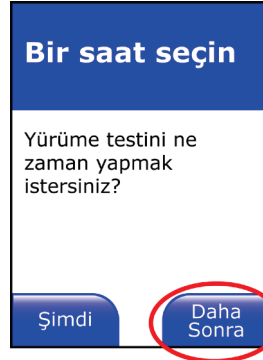 Bir saat seçin
Yürüme testini ne
zaman yapmak
istersiniz?
Şimdi
Daha
Sonra